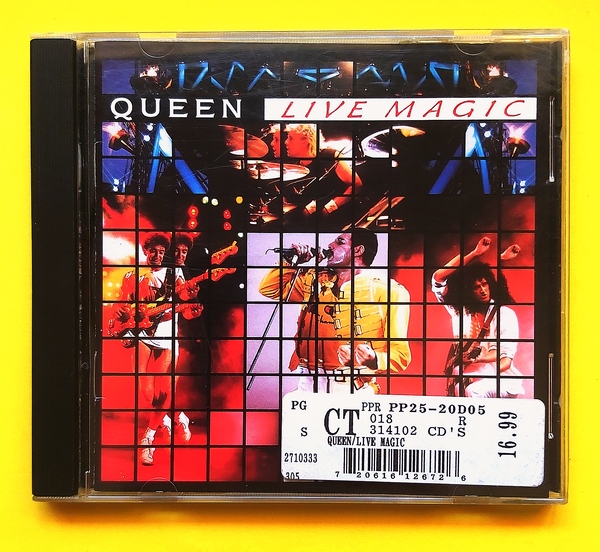 QUEEN LIVE MAGIC
PG PPR PP25-20D05
CT 018 R
S 314102 CD'S
QUEEN/LIVE MAGIC
16.99
2710333
305 7 20616 12672 6